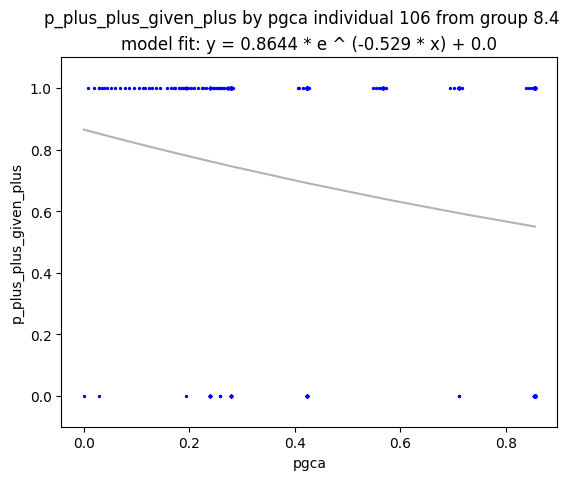 p_plus_plus_given_plus by pgca individual 106 from group 8.4
model fit: y = 0.8644 * e ^ (-0.529 * x) + 0.0
p_plus_plus_given_plus
1.0
0.8
0.6
0.4
0.2
0.0
0.0 0.2 0.4 0.6 0.8
pgca